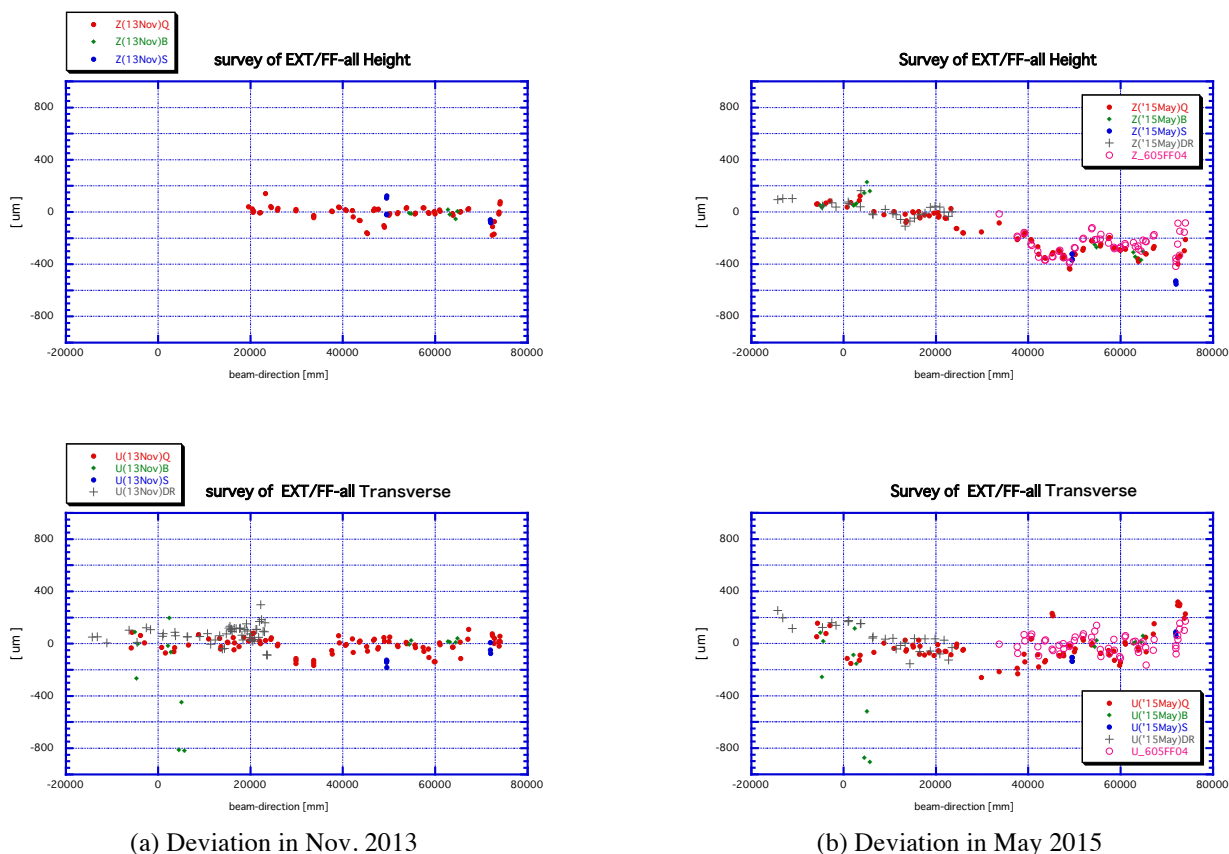 Z(13Nov)Q
Z(13Nov)B
Z(13Nov)S
survey of EXT/FF-all Height
800
400
0
-400
-800
[ um]
-20000 0 20000 40000 60000 80000
beam-direction [mm]
Survey of EXT/FF-all Height
Z('15May)Q
Z('15May)B
Z('15May)S
Z('15May)DR
Z_605FF04
800
400
0
-400
-800
[ um]
-20000 0 20000 40000 60000 80000
beam-direction [mm]
U(13Nov)Q
U(13Nov)B
U(13Nov)S
U(13Nov)DR
survey of EXT/FF-all Transverse
800
400
0
-400
-800
[ um]
-20000 0 20000 40000 60000 80000
beam-direction [mm]
Survey of EXT/FF-all Transverse
800
400
0
-400
-800
[ um]
U('15May)Q
U('15May)B
U('15May)S
U('15May)DR
U_605FF04
-20000 0 20000 40000 60000 80000
beam-direction [mm]
(a) Deviation in Nov. 2013
(b) Deviation in May 2015